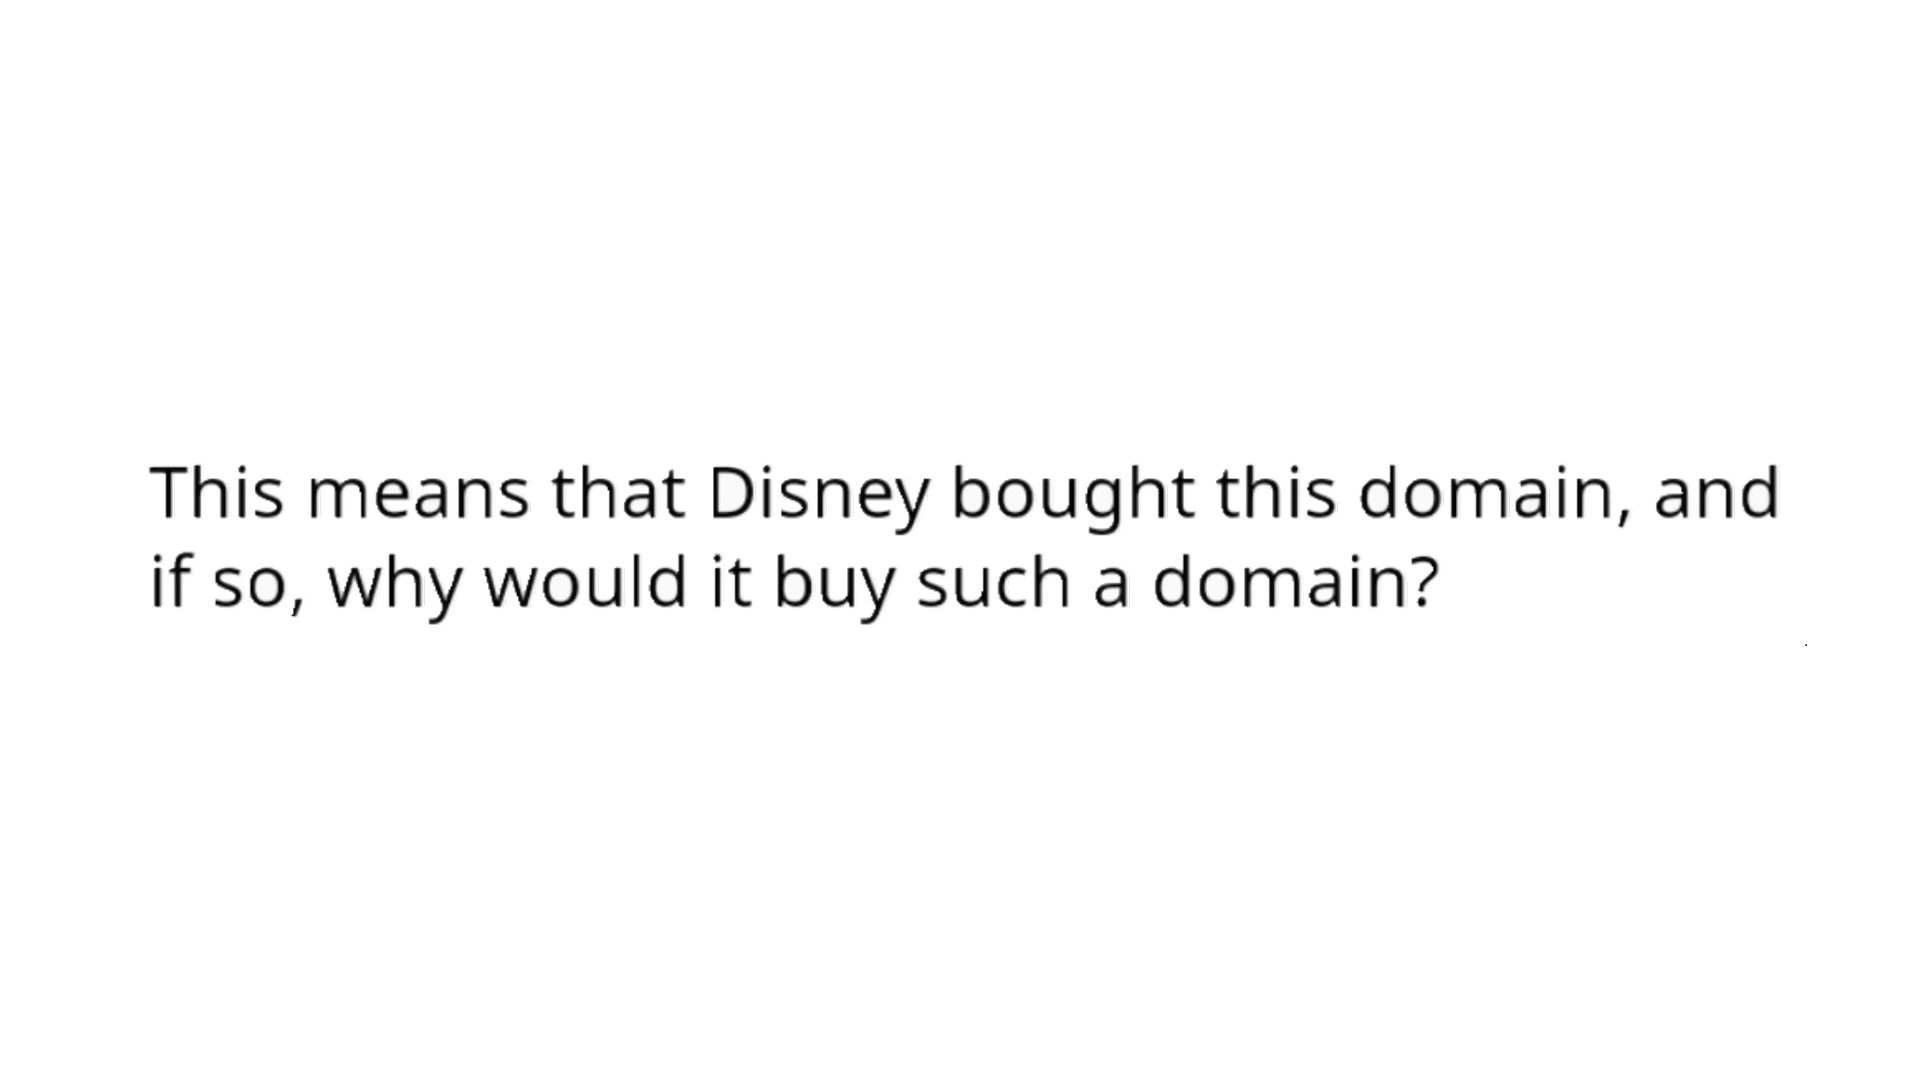 This means that Disney bought this domain, and
if so, why would it buy such a domain?